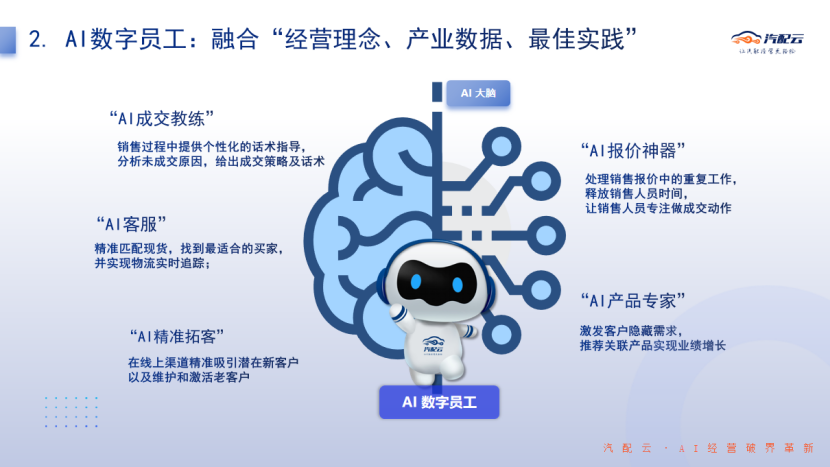 2. AI数字员工：融合“经营理念、产业数据、最佳实践”
汽配云
让汽配经营更轻松
AI 大脑
“AI成交教练”
销售过程中提供个性化的话术指导，
分析未成交原因，给出成交策略及话术
“AI客服”
精准匹配现货，找到最适合的买家，
并实现物流实时追踪；
“AI精准拓客”
在线上渠道精准吸引潜在新客户
以及维护和激活老客户
“AI报价神器”
处理销售报价中的重复工作，
释放销售人员时间，
让销售人员专注做成交动作
“AI产品专家”
激发客户隐藏需求，
推荐关联产品实现业绩增长
汽配云
AI 数字员工
汽配云·AI经营破界革新